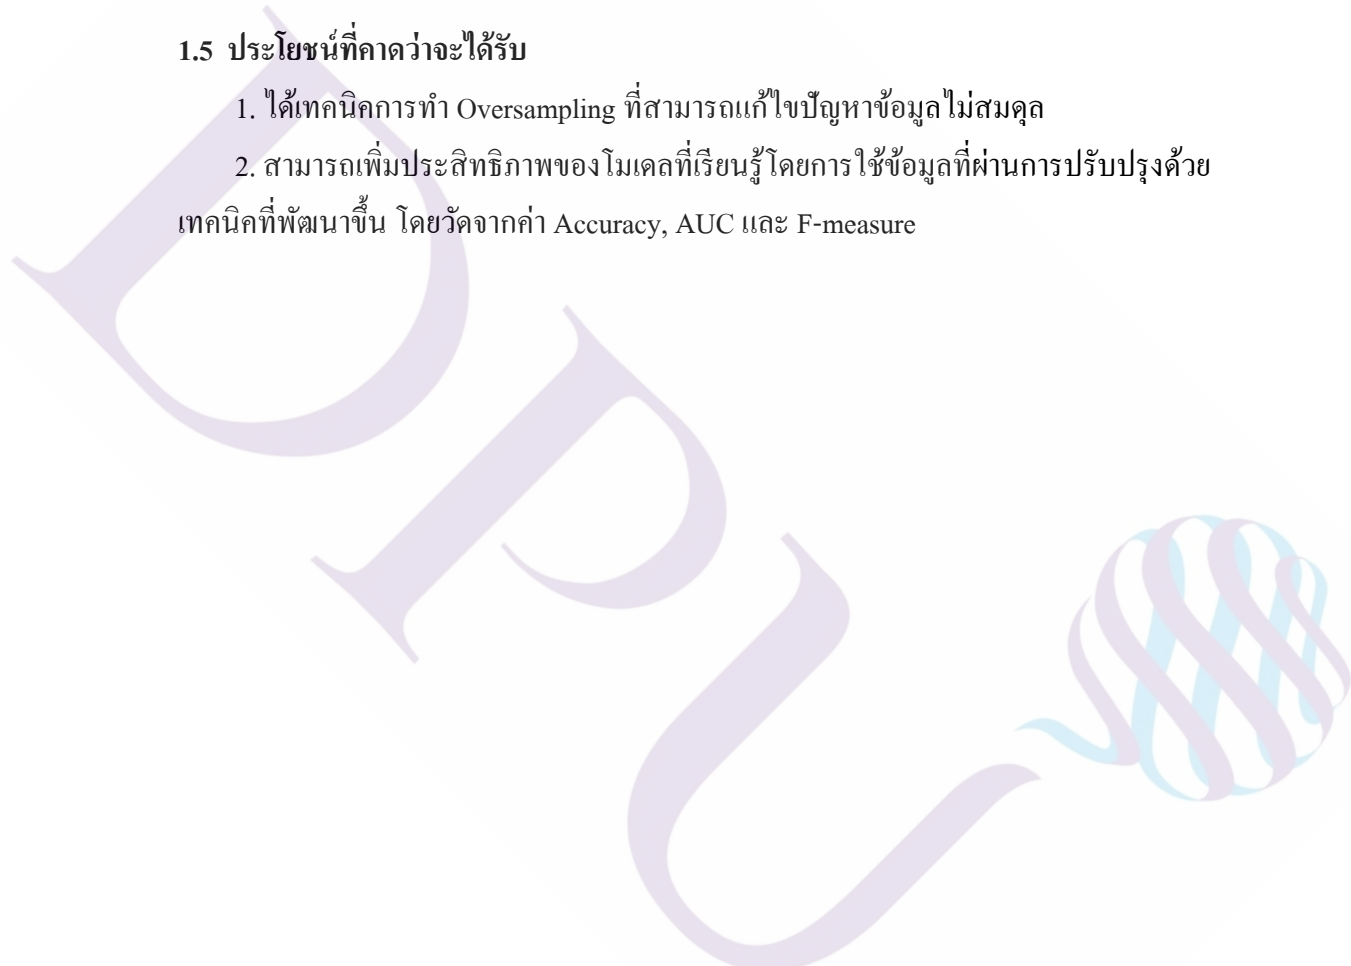 1.5 ประโยชน์ที่คาดว่าจะได้รับ
1. ได้เทคนิคการทำ Oversampling ที่สามารถแก้ไขปัญหาข้อมูลไม่สมดุล
2. สามารถเพิ่มประสิทธิภาพของโมเดลที่เรียนรู้โดยการใช้ข้อมูลที่ผ่านการปรับปรุงด้วย
เทคนิคที่พัฒนาขึ้น โดยวัดจากค่า Accuracy, AUC และ F-measure
DPU